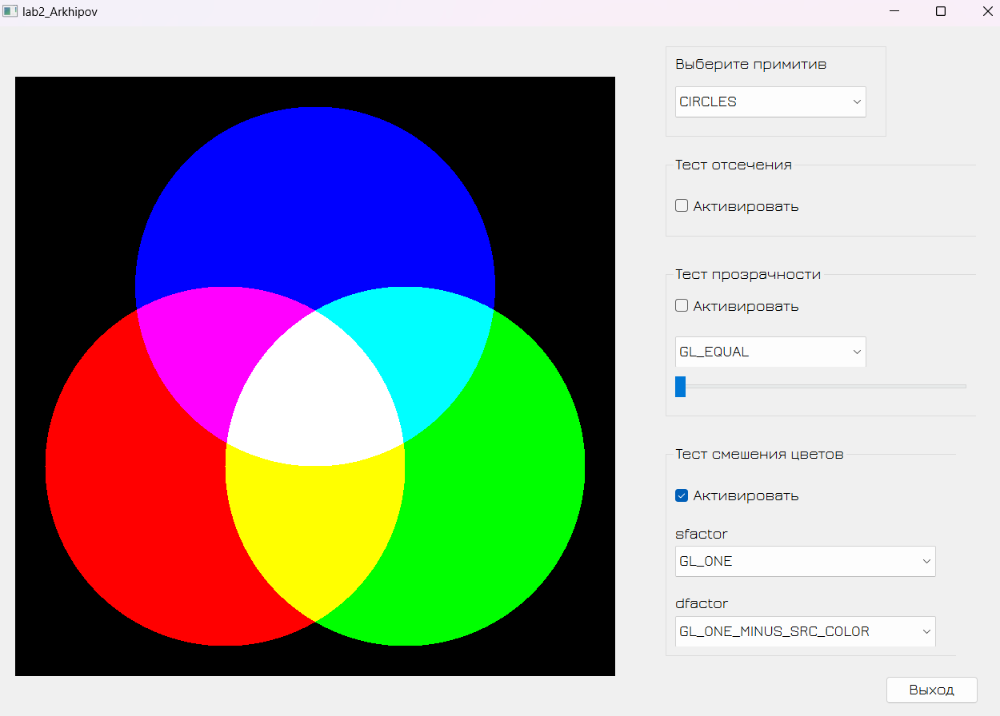 lab2_Arkhipov
Выберите примитив
CIRCLES
Тест отсечения
Активировать
Тест прозрачности
Активировать
GL_EQUAL
Тест смешения цветов
Активировать
sfactor
GL_ONE
dfactor
GL_ONE_MINUS_SRC_COLOR
Выход